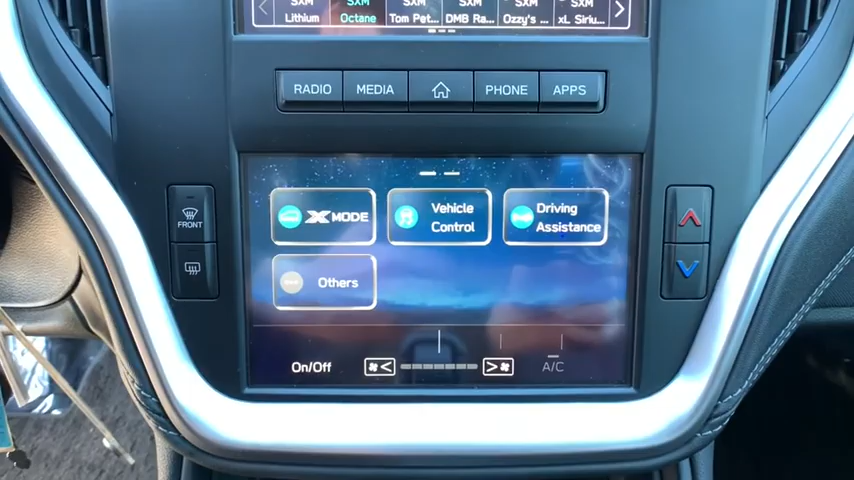 SXM SXM SXM SXM SXM SXM
Lithium Octane Tom Pet... DMB Ra... Ozzy's ... xL Siriu...
RADIO MEDIA PHONE APPS
FRONT
X MODE
Vehicle
Control
Driving
Assistance
Others
On/Off
A/C